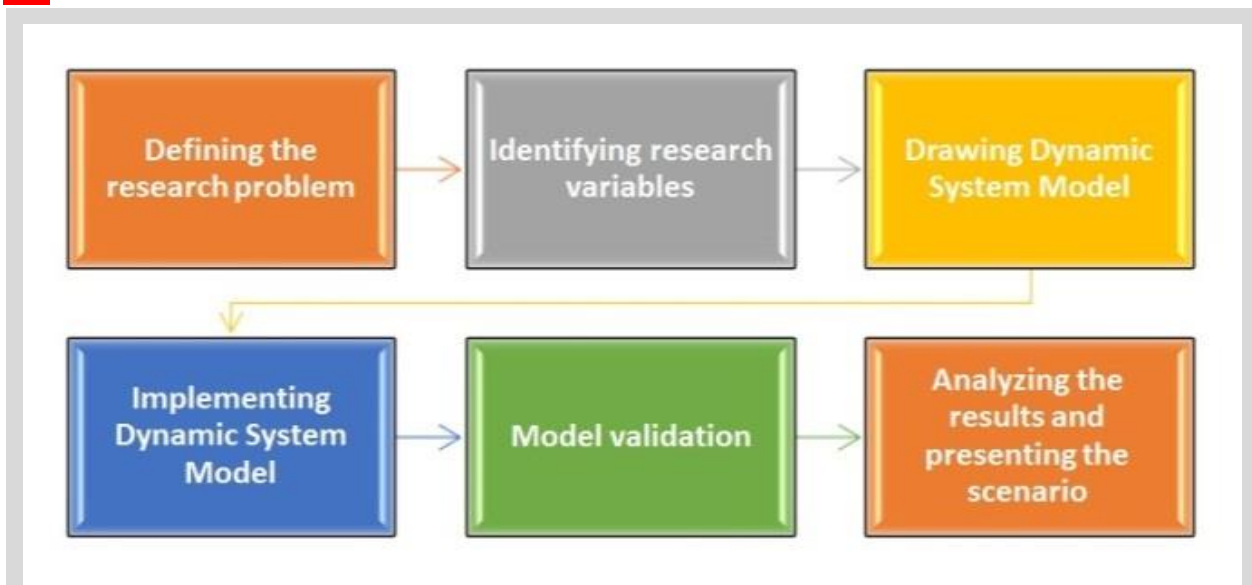 Defining the
research problem
Identifying research
variables
Drawing Dynamic
System Model
Implementing
Dynamic System
Model
Model validation
Analyzing the
results and
presenting the
scenario